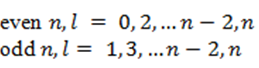 even n, l = 0, 2, ... n − 2, n
odd n, l = 1, 3, ... n − 2, n